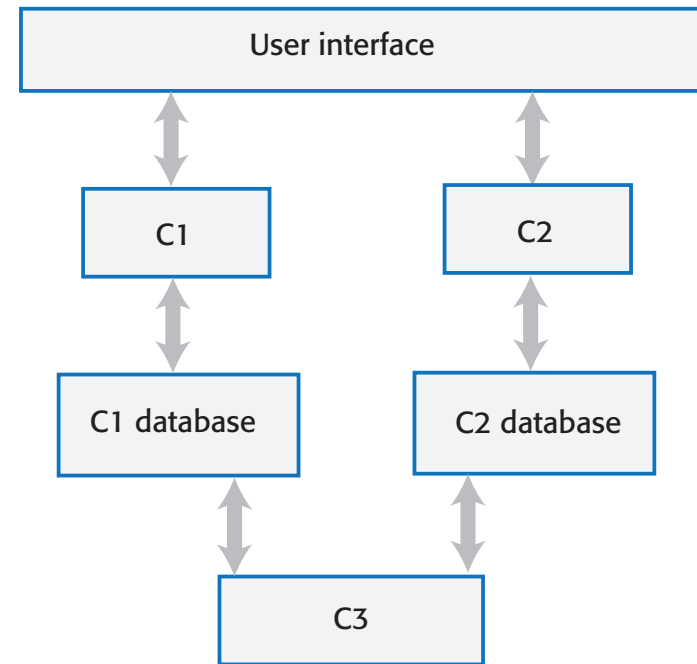 User interface
C1
C2
C1 database
C2 database
C3